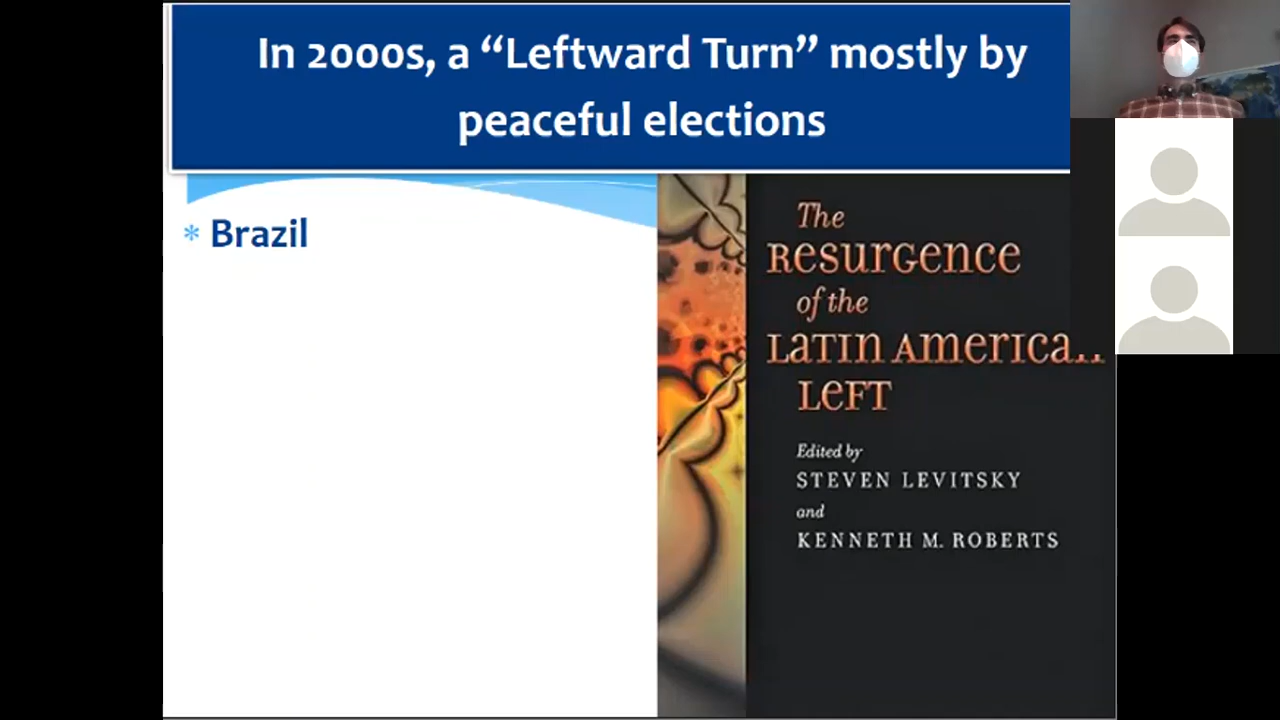 In 2000s, a “Leftward Turn” mostly by
peaceful elections
* Brazil
The
Resurgence
of the
Latin American
Left
Edited by
STEVEN LEVITSKY
and
KENNETH M. ROBERTS